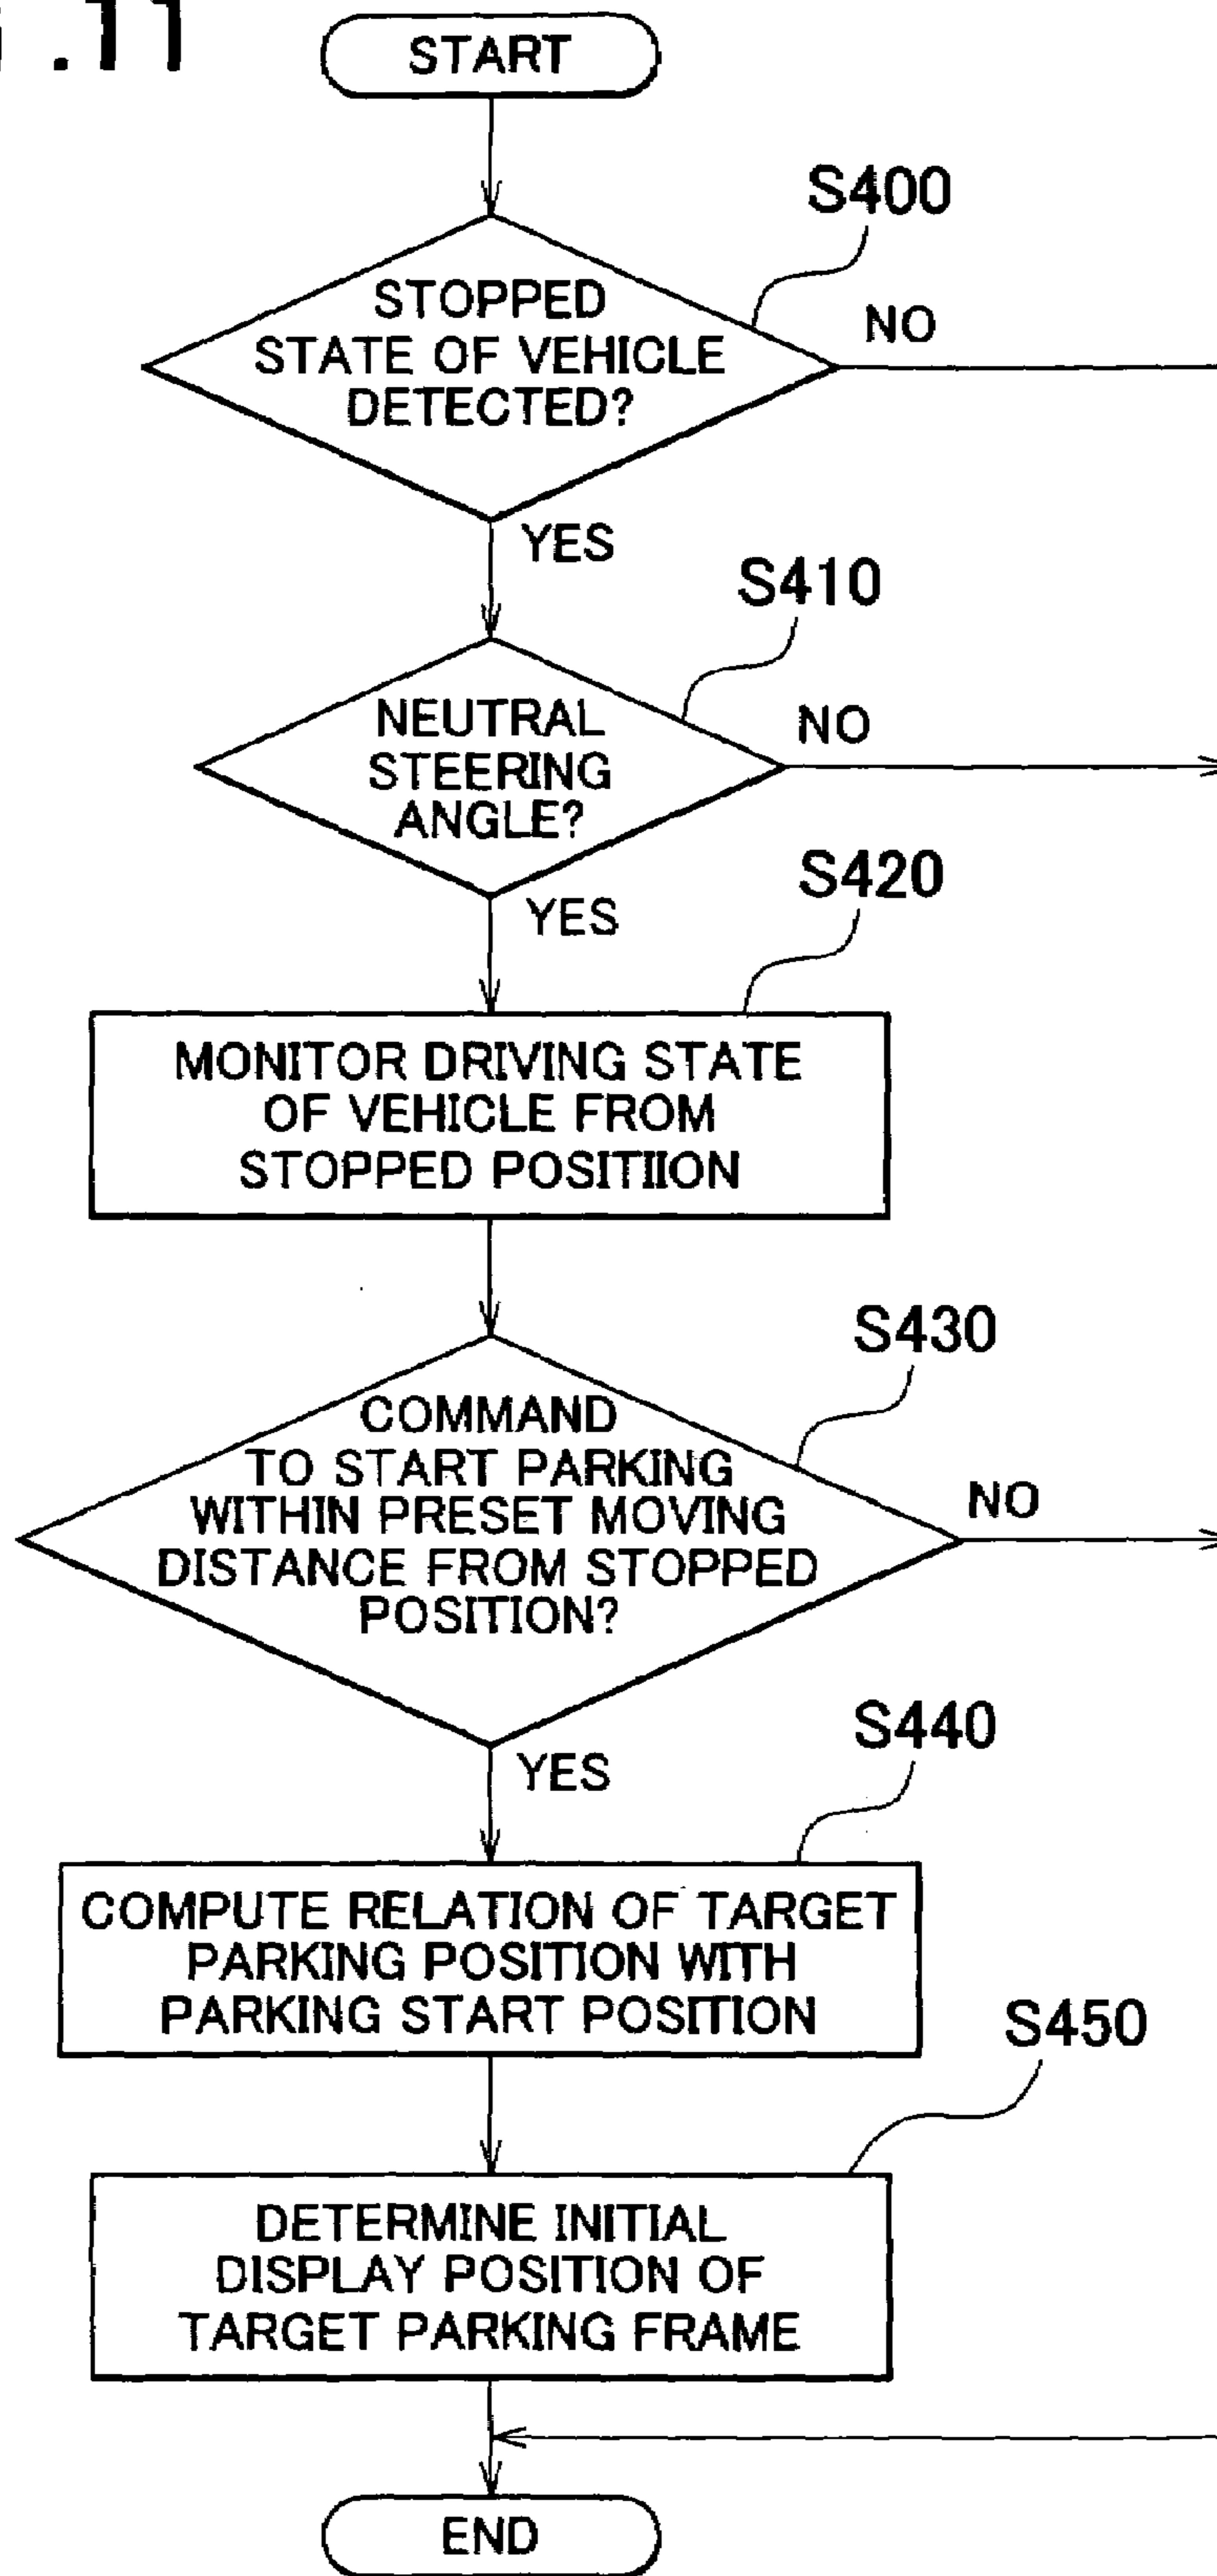 .11
START
S400
STOPPED
STATE OF VEHICLE
DETECTED?
NO
YES
S410
NEUTRAL
STEERING
ANGLE?
NO
S420
YES
MONITOR DRIVING STATE
OF VEHICLE FROM
STOPPED POSITIION
S430
COMMAND
TO START PARKING
WITHIN PRESET MOVING
DISTANCE FROM STOPPED
POSITION?
NO
S440
YES
COMPUTE RELATION OF TARGET
PARKING POSITION WITH
PARKING START POSITION
S450
DETERMINE INITIAL
DISPLAY POSITION OF
TARGET PARKING FRAME
END